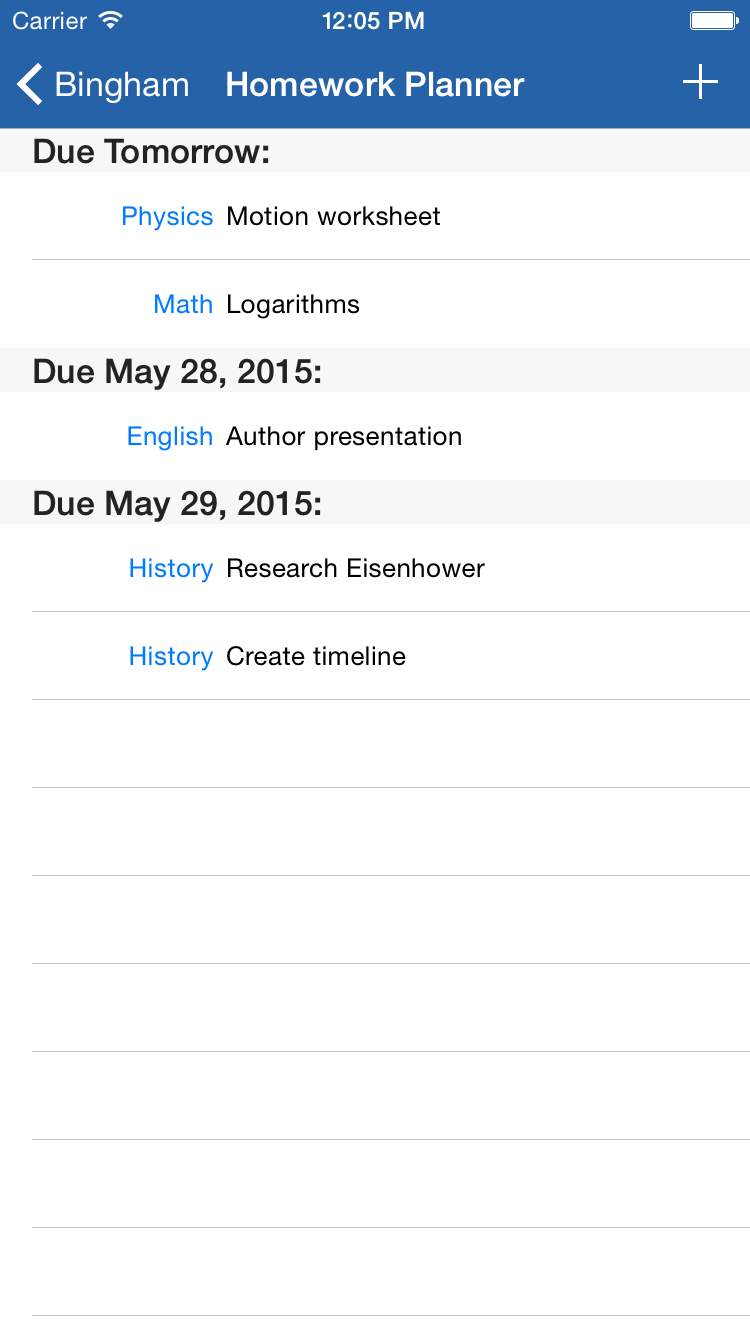 Carrier 12:05 PM
Bingham Homework Planner
Due Tomorrow:
Physics Motion worksheet
Math Logarithms
Due May 28, 2015:
English Author presentation
Due May 29, 2015:
History Research Eisenhower
History Create timeline